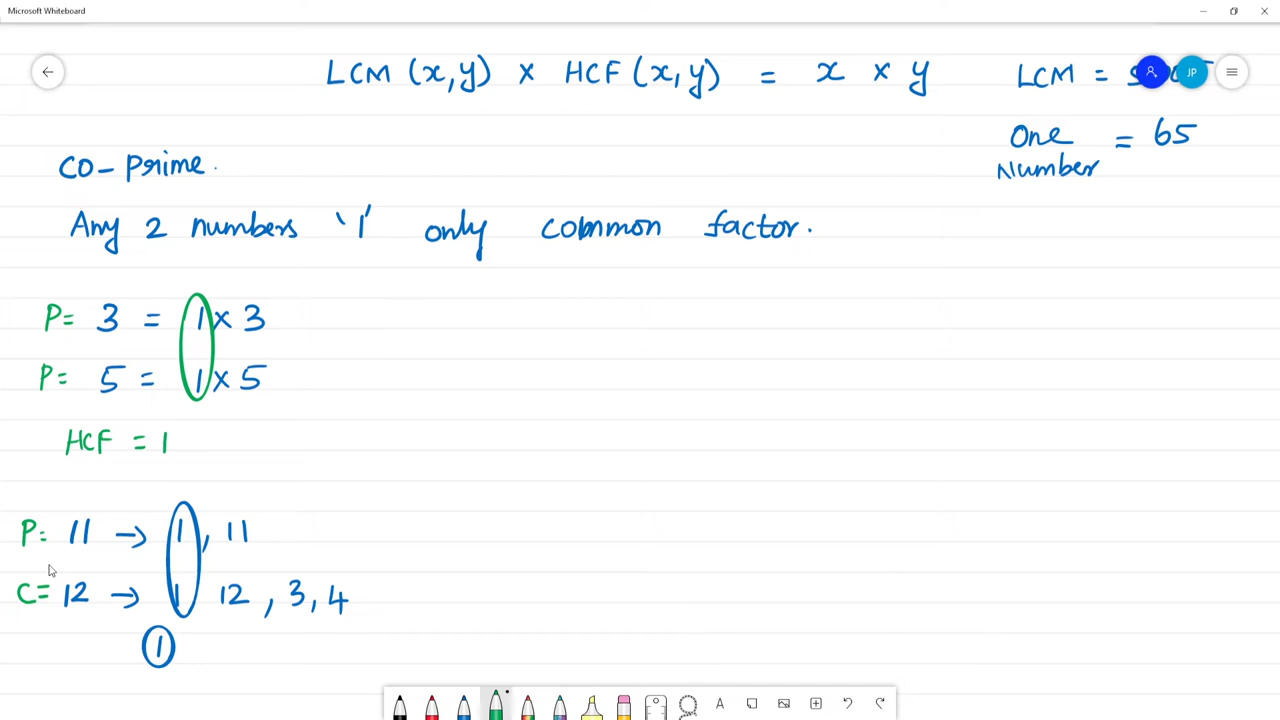 Microsoft Whiteboard
LCM (x,y) × HCF (x,y) = x × y
LCM =
JP
One Number = 65
CO-Prime.
Any 2 numbers '1' only common factor.
P= 3 = 1 × 3
P= 5 = 1 × 5
HCF = 1
P= 11 → 1, 11
C= 12 → 1 12, 3, 4
1
A